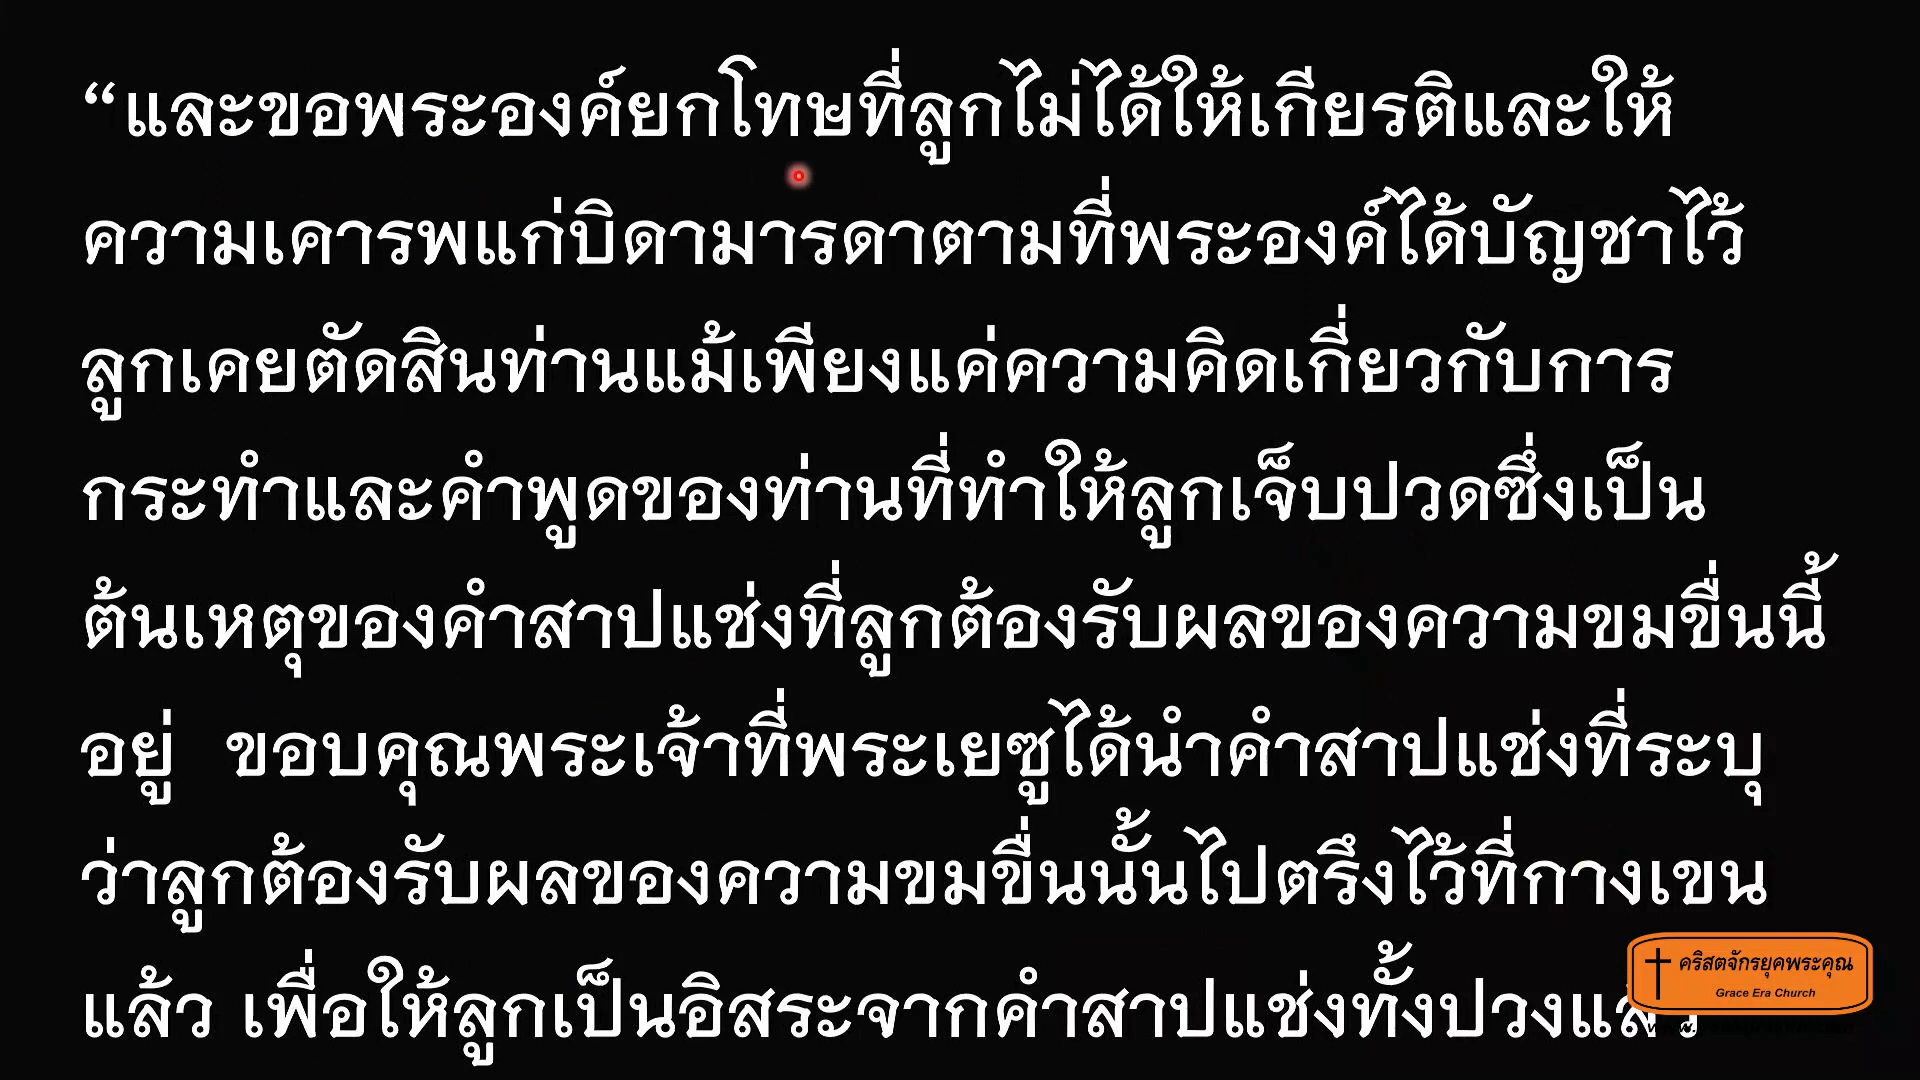 “และขอพระองค์ยกโทษที่ลูกไม่ได้ให้เกียรติและให้
ความเคารพแก่บิดามารดาตามที่พระองค์ได้บัญชาไว้
ลูกเคยตัดสินท่านแม้เพียงแค่ความคิดเกี่ยวกับการ
กระทำและคำพูดของท่านที่ทำให้ลูกเจ็บปวดซึ่งเป็น
ต้นเหตุของคำสาปแช่งที่ลูกต้องรับผลของความขมขื่นนี้
อยู่  ขอบคุณพระเจ้าที่พระเยซูได้นำคำสาปแช่งที่ระบุ
ว่าลูกต้องรับผลของความขมขื่นนั้นไปตรึงไว้ที่กางเขน
แล้ว เพื่อให้ลูกเป็นอิสระจากคำสาปแช่งทั้งปวงแล้ว
คริสตจักรยุคพระคุณ
Grace Era Church